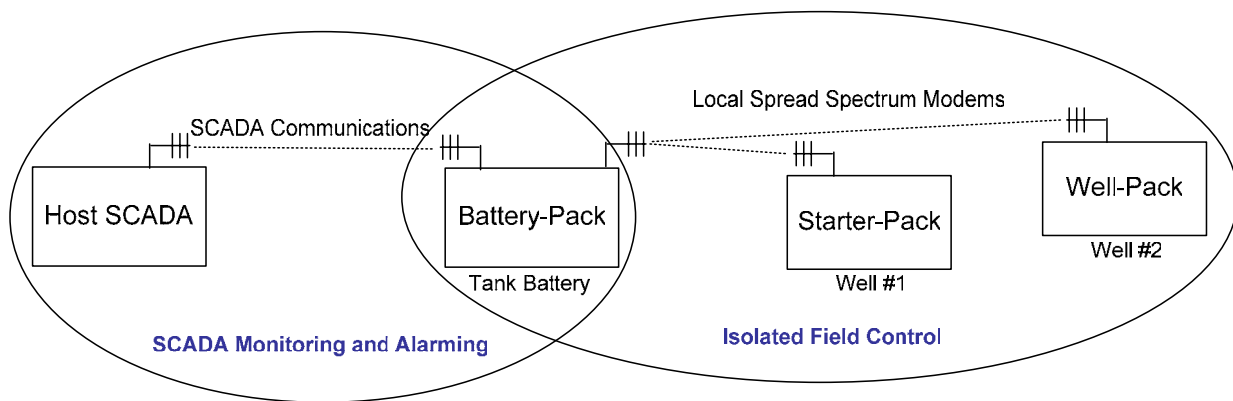 Local Spread Spectrum Modems
SCADA Communications
Host SCADA
Battery-Pack
Starter-Pack
Well-Pack
Tank Battery
Well #1
Well #2
SCADA Monitoring and Alarming
Isolated Field Control